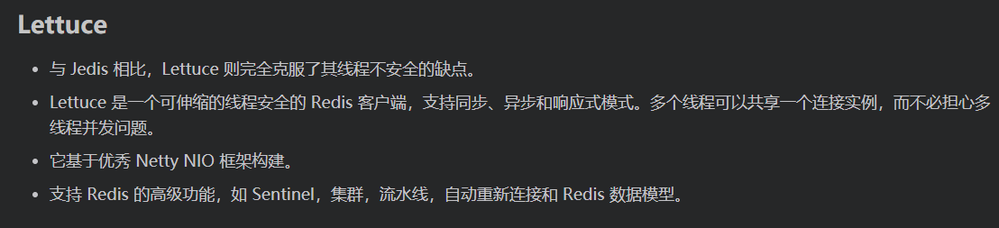 Lettuce
与 Jedis 相比，Lettuce 则完全克服了其线程不安全的缺点。
Lettuce 是一个可伸缩的线程安全的 Redis 客户端，支持同步、异步和响应式模式。多个线程可以共享一个连接实例，而不必担心多
线程并发问题。
它基于优秀 Netty NIO 框架构建。
支持 Redis 的高级功能，如 Sentinel，集群，流水线，自动重新连接和 Redis 数据模型。